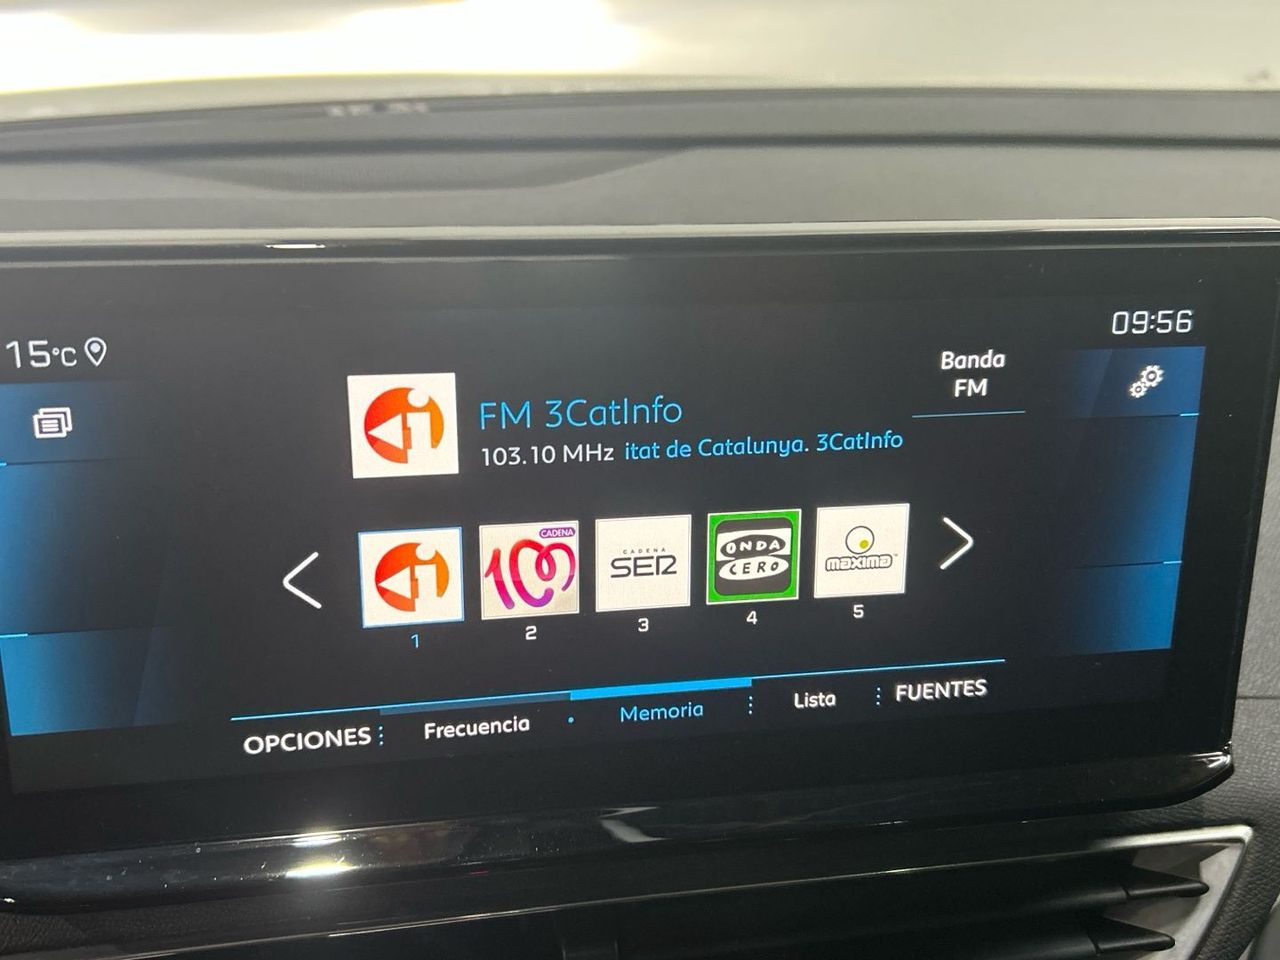 15°C
09:56
Banda
FM
FM 3CatInfo
103.10 MHz itat de Catalunya. 3CatInfo
i
i
CADENA
100
CADENA
SER
ONDA
CERO
maxima
1
2
3
4
5
OPCIONES
Frecuencia
Memoria
Lista
FUENTES